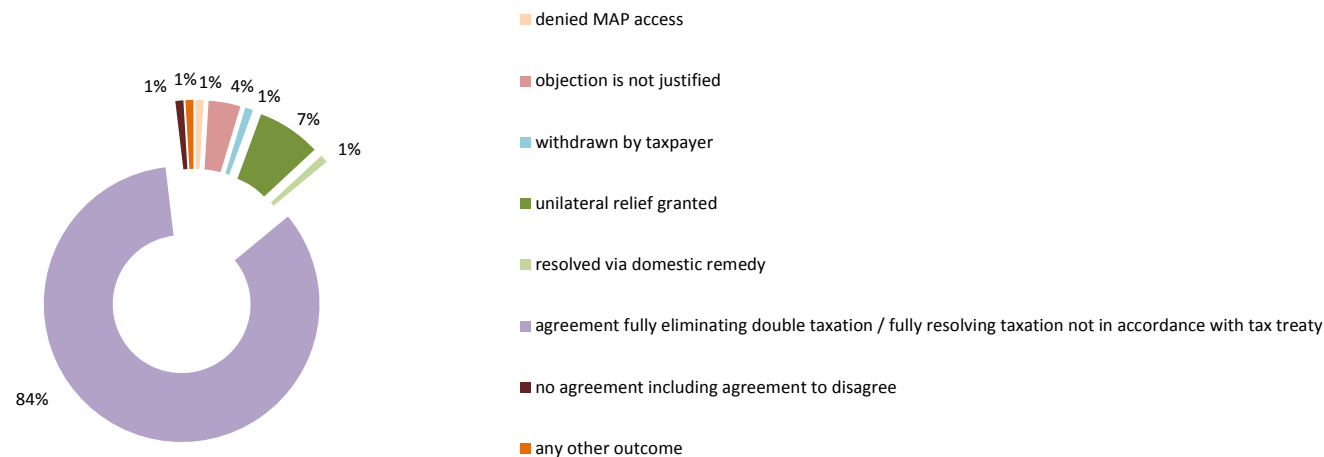 denied MAP access
objection is not justified
withdrawn by taxpayer
unilateral relief granted
resolved via domestic remedy
agreement fully eliminating double taxation / fully resolving taxation not in accordance with tax treaty
no agreement including agreement to disagree
any other outcome
1%
1%
1%
4%
1%
7%
1%
84%